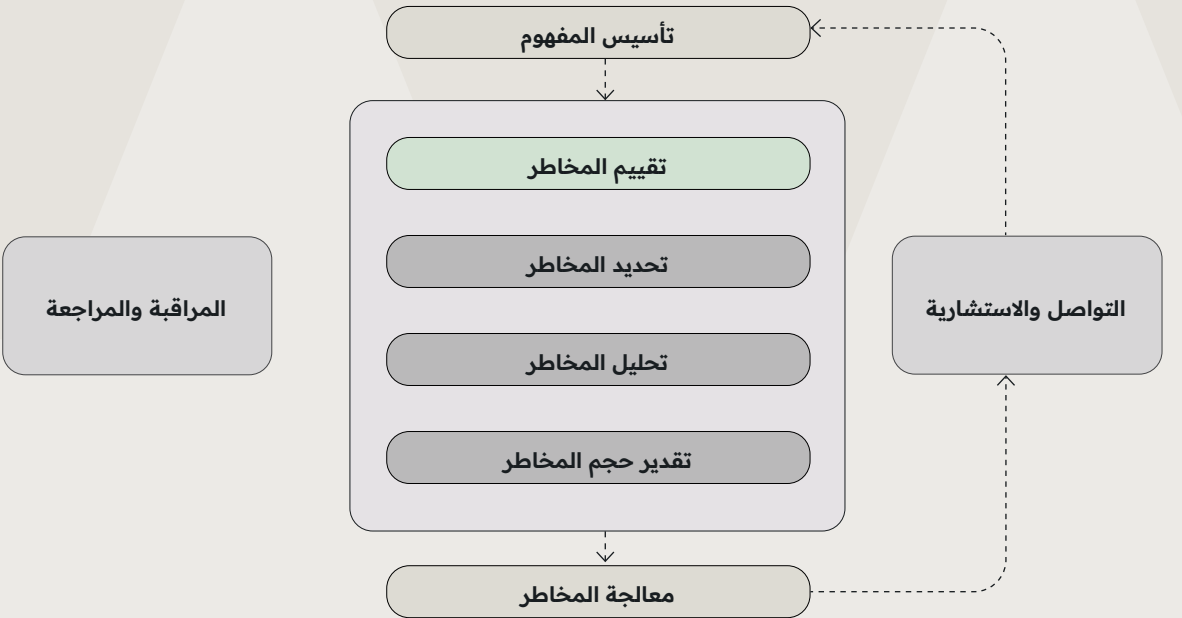 تأسيس المفهوم
تقييم المخاطر
تحديد المخاطر
التواصل والاستشارية
المراقبة والمراجعة
تحليل المخاطر
تقدير حجم المخاطر
معالجة المخاطر